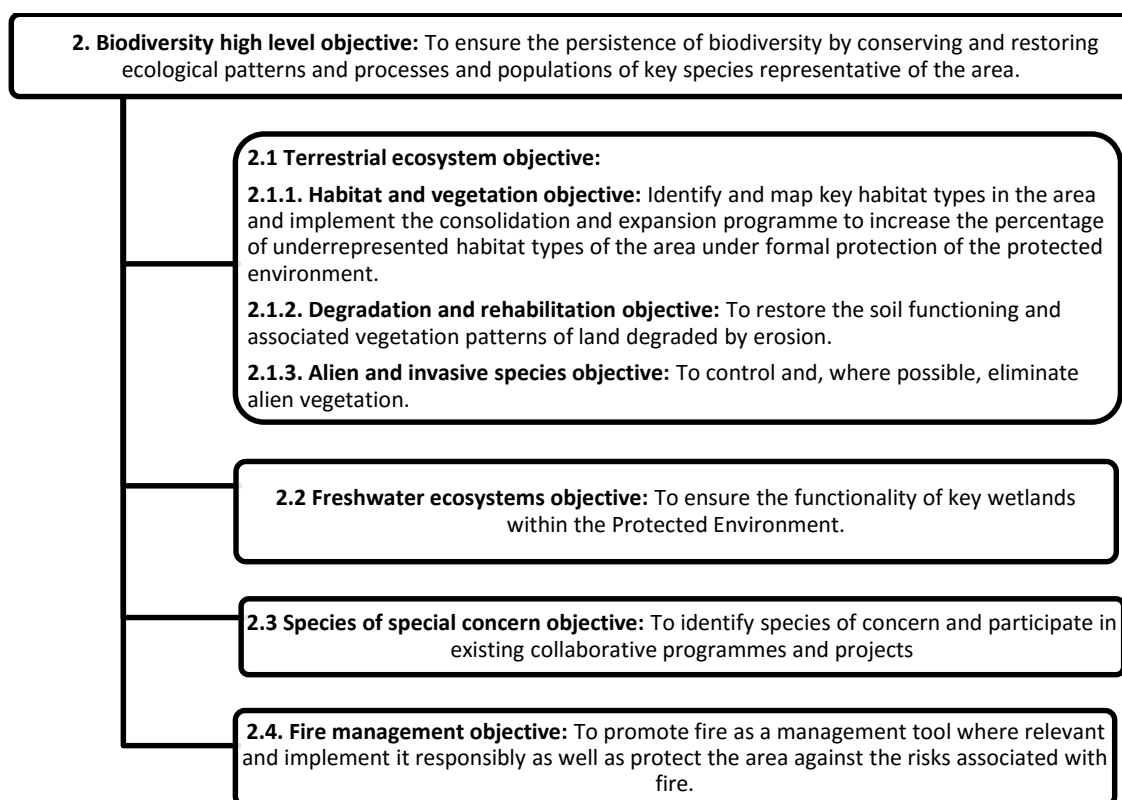 2. Biodiversity high level objective: To ensure the persistence of biodiversity by conserving and restoring
ecological patterns and processes and populations of key species representative of the area.
2.1 Terrestrial ecosystem objective:
2.1.1. Habitat and vegetation objective: Identify and map key habitat types in the area
and implement the consolidation and expansion programme to increase the percentage
of underrepresented habitat types of the area under formal protection of the protected
environment.
2.1.2. Degradation and rehabilitation objective: To restore the soil functioning and
associated vegetation patterns of land degraded by erosion.
2.1.3. Alien and invasive species objective: To control and, where possible, eliminate
alien vegetation.
2.2 Freshwater ecosystems objective: To ensure the functionality of key wetlands
within the Protected Environment.
2.3 Species of special concern objective: To identify species of concern and participate in
existing collaborative programmes and projects
2.4. Fire management objective: To promote fire as a management tool where relevant
and implement it responsibly as well as protect the area against the risks associated with
fire.